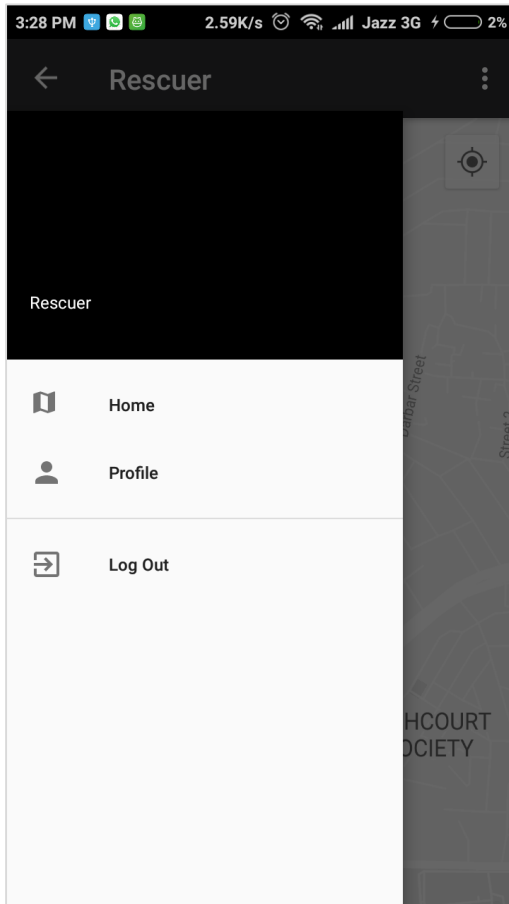 3:28 PM 2.59K/s Jazz 3G 2%
Rescuer
Rescuer
Darbar Street
Street 2
Home
Profile
Log Out
HCOURT
OCIETY